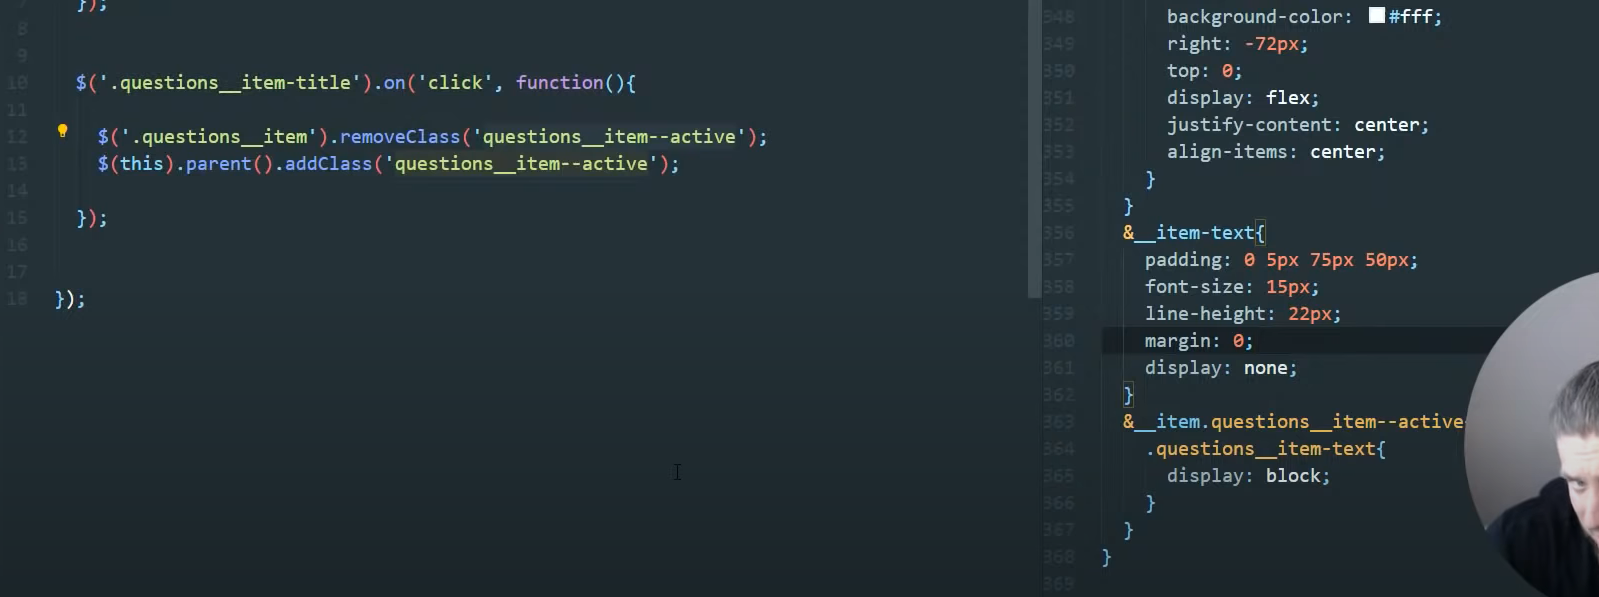 7 });
8
9
10 $('.questions__item-title').on('click', function(){
11
12 $('.questions__item').removeClass('questions__item--active');
13 $(this).parent().addClass('questions__item--active');
14
15 });
16
17
18 });
348 background-color: #fff;
349 right: -72px;
350 top: 0;
351 display: flex;
352 justify-content: center;
353 align-items: center;
354 }
355 }
356 &__item-text{
357 padding: 0 5px 75px 50px;
358 font-size: 15px;
359 line-height: 22px;
360 margin: 0;
361 display: none;
362 }
363 &__item.questions__item--active
364 .questions__item-text{
365 display: block;
366 }
367 }
368 }
369